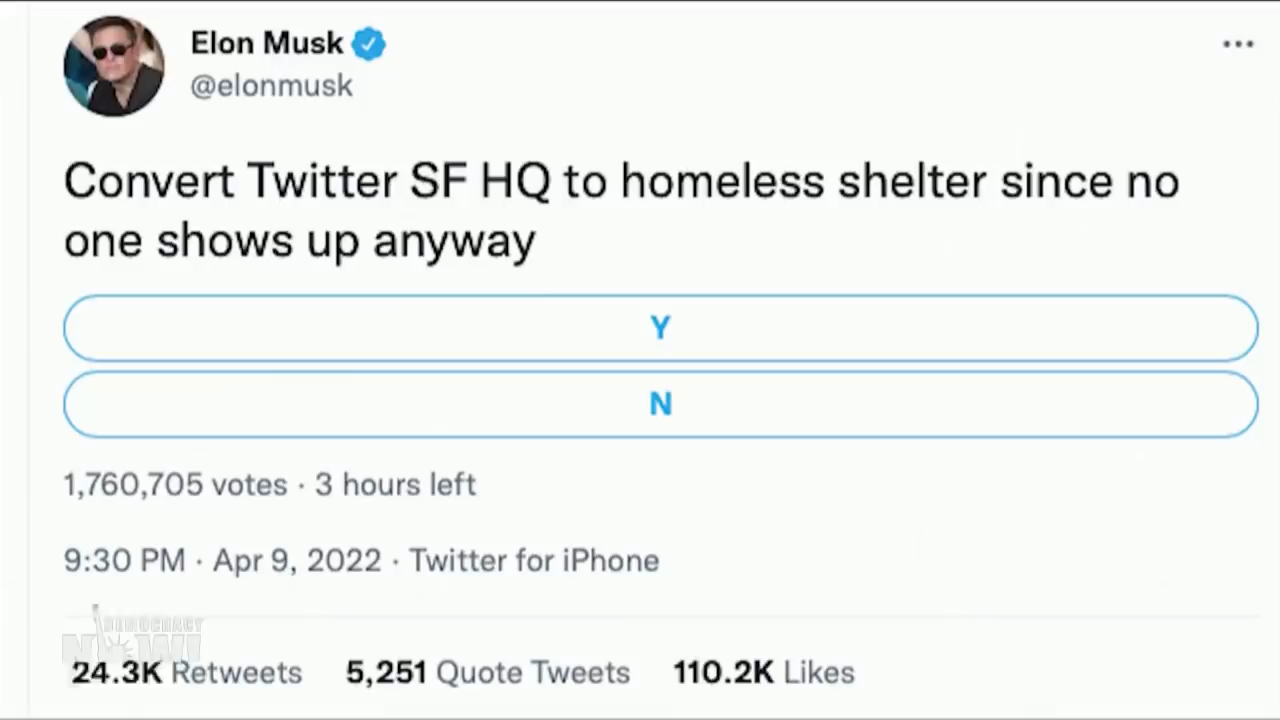 Elon Musk
@elonmusk
Convert Twitter SF HQ to homeless shelter since no
one shows up anyway
Y
N
1,760,705 votes · 3 hours left
9:30 PM · Apr 9, 2022 · Twitter for iPhone
DEMOCRACY
NOW!
24.3K Retweets 5,251 Quote Tweets 110.2K Likes